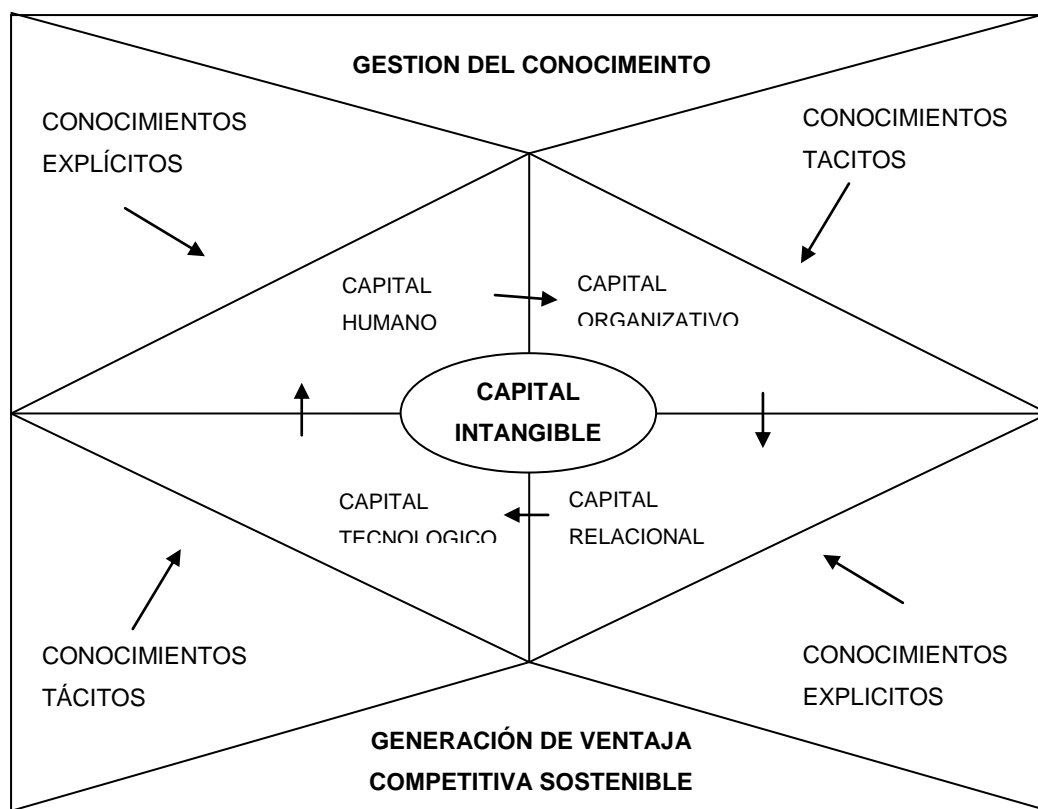 GESTION DEL CONOCIMEINTO
CONOCIMIENTOS
EXPLÍCITOS
CONOCIMIENTOS
TACITOS
CAPITAL
HUMANO
CAPITAL
ORGANIZATIVO
CAPITAL
INTANGIBLE
CAPITAL
TECNOLOGICO
CAPITAL
RELACIONAL
CONOCIMIENTOS
TÁCITOS
CONOCIMIENTOS
EXPLICITOS
GENERACIÓN DE VENTAJA
COMPETITIVA SOSTENIBLE